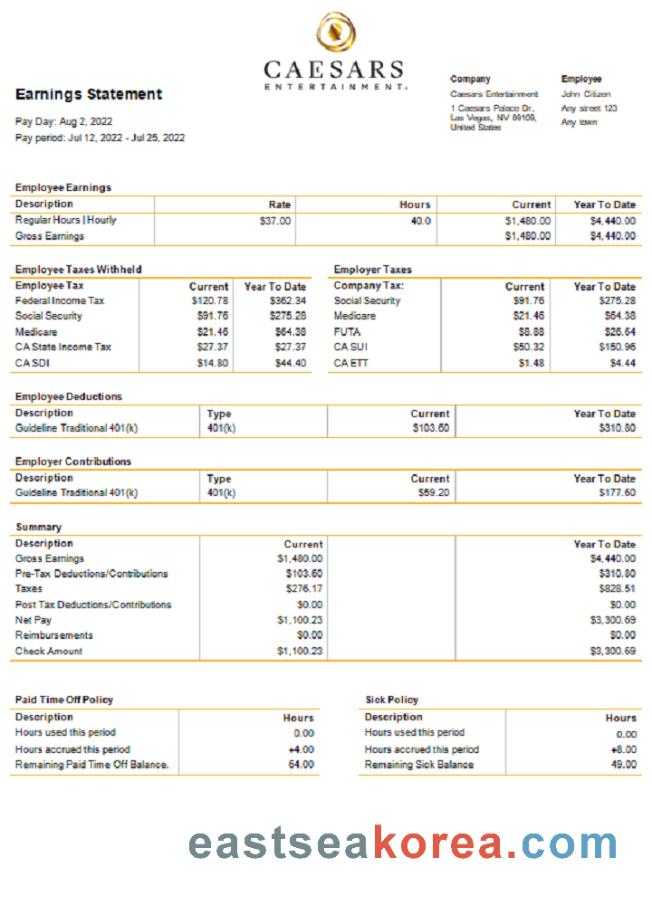 CAESARS
ENTERTAINMENT.
Earnings Statement
Pay Day: Aug 2, 2022
Pay period: Jul 12, 2022 - Jul 25, 2022
Company
Caesars Entertainment
1 Caesars Palace Dr,
Las Vegas, NV 89109,
United States
Employee
John Citizen
Any street 123
Any town
Employee Earnings
Description Rate Hours Current Year To Date
Regular Hours | Hourly $37.00 40.0 $1,480.00 $4,440.00
Gross Earnings $1,480.00 $4,440.00
Employee Taxes Withheld
Employee Tax Current Year To Date
Federal Income Tax $120.78 $362.34
Social Security $91.76 $275.28
Medicare $21.46 $64.38
CA State Income Tax $27.37 $27.37
CA SDI $14.80 $44.40
Employer Taxes
Company Tax: Current Year To Date
Social Security $91.76 $275.28
Medicare $21.46 $64.38
FUTA $8.88 $26.64
CA SUI $50.32 $150.96
CA ETT $1.48 $4.44
Employee Deductions
Description Type Current Year To Date
Guideline Traditional 401(k) 401(k) $103.60 $310.80
Employer Contributions
Description Type Current Year To Date
Guideline Traditional 401(k) 401(k) $59.20 $177.60
Summary
Description Current Year To Date
Gross Earnings $1,480.00 $4,440.00
Pre-Tax Deductions/Contributions $103.60 $310.80
Taxes $276.17 $828.51
Post Tax Deductions/Contributions $0.00 $0.00
Net Pay $1,100.23 $3,300.69
Reimbursements $0.00 $0.00
Check Amount $1,100.23 $3,300.69
Paid Time Off Policy
Description Hours
Hours used this period 0.00
Hours accrued this period +4.00
Remaining Paid Time Off Balance. 64.00
Sick Policy
Description Hours
Hours used this period 0.00
Hours accrued this period +8.00
Remaining Sick Balance 49.00
eastseakorea.com